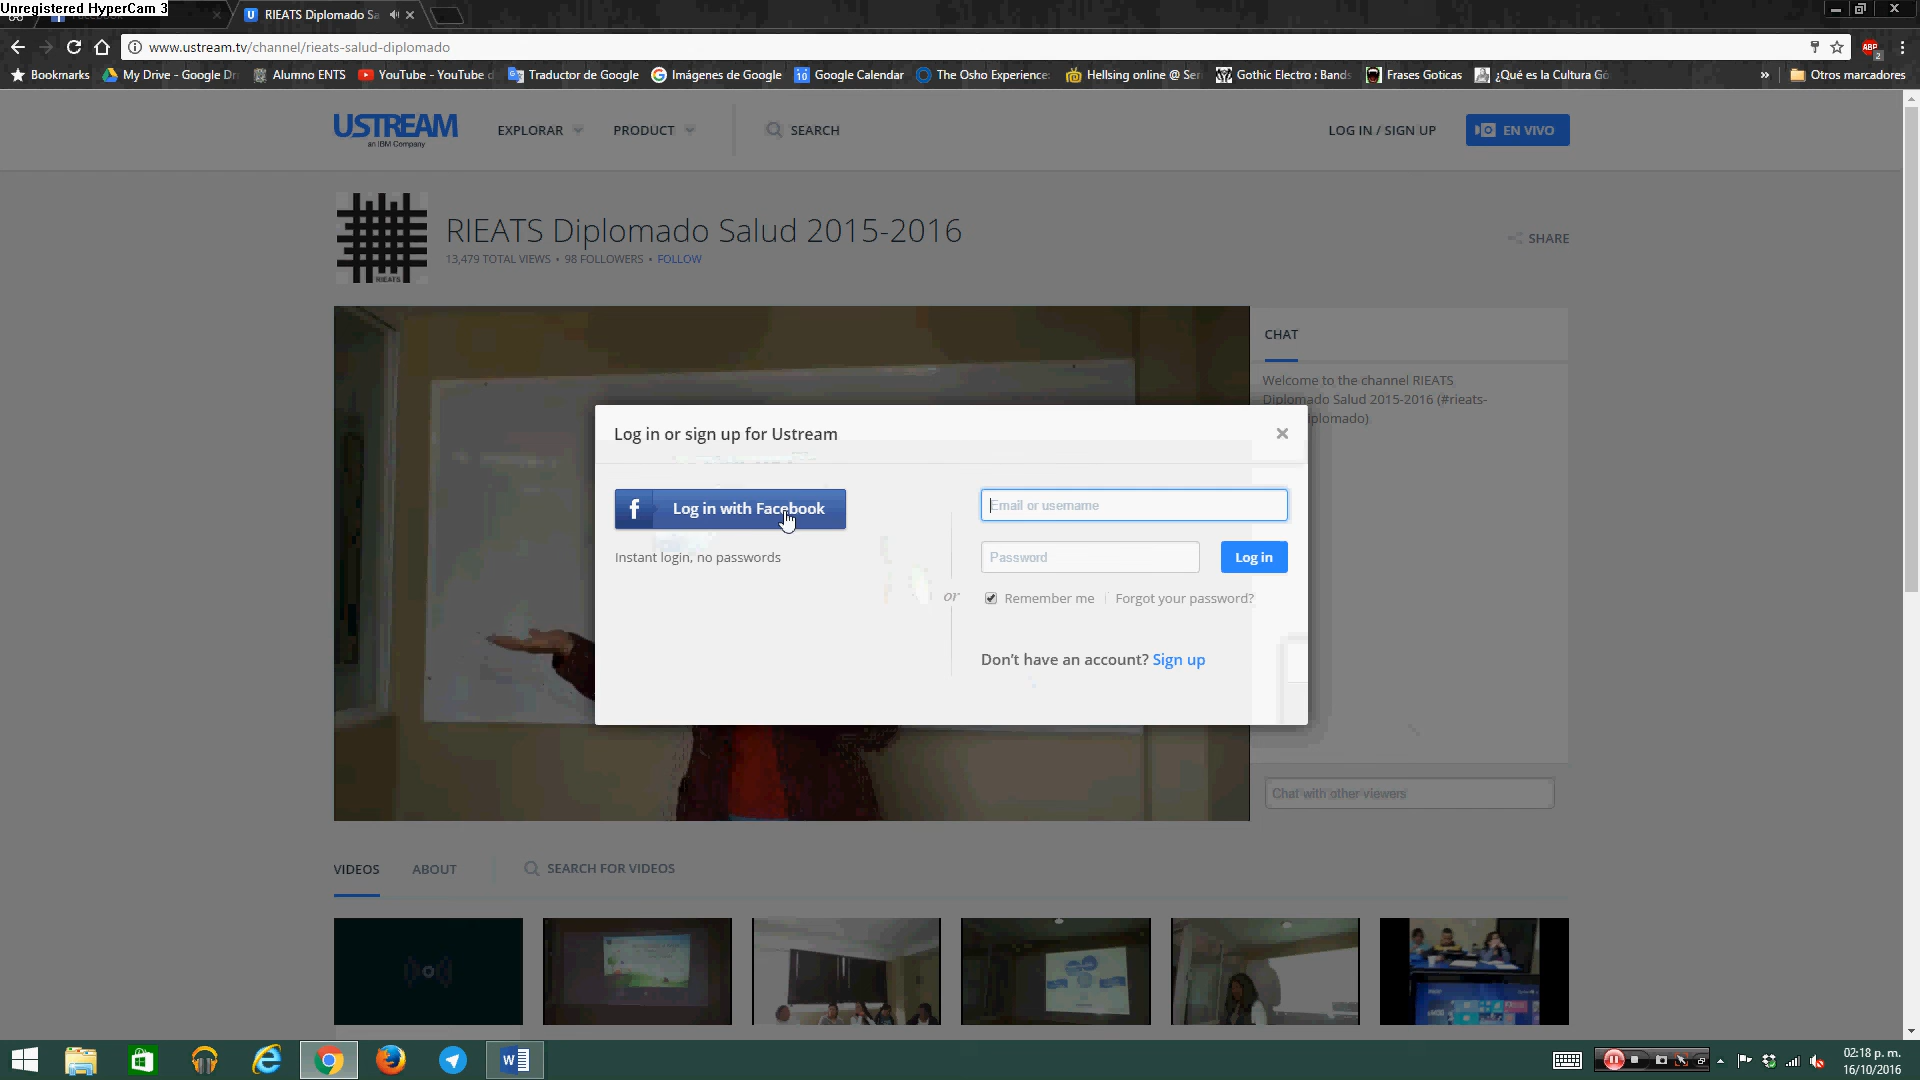 Unregistered HyperCam 3
Facebook
RIEATS Diplomado Sa
www.ustream.tv/channel/rieats-salud-diplomado
ABP
2
Bookmarks
My Drive - Google Dr
Alumno ENTS
YouTube - YouTube d
Traductor de Google
Imágenes de Google
10
Google Calendar
The Osho Experience:
Hellsing online @ Ser
Gothic Electro : Bands
Frases Goticas
¿Qué es la Cultura Gó
»
Otros marcadores
USTREAM
an IBM Company
EXPLORAR
PRODUCT
SEARCH
LOG IN / SIGN UP
EN VIVO
RIEATS
RIEATS Diplomado Salud 2015-2016
13,479 TOTAL VIEWS • 98 FOLLOWERS • FOLLOW
SHARE
CHAT
Welcome to the channel RIEATS
Diplomado Salud 2015-2016 (#rieats-
iplomado)
Log in or sign up for Ustream
Log in with Facebook
Instant login, no passwords
or
Email or username
Password
Log in
Remember me
Forgot your password?
Don't have an account? Sign up
Chat with other viewers
VIDEOS
ABOUT
SEARCH FOR VIDEOS
02:18 p. m.
16/10/2016